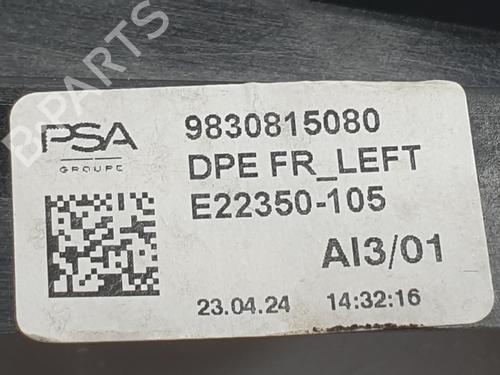 PSA
GROUPE
9830815080
DPE FR_LEFT
E22350-105
AI3/01
23.04.24 14:32:16
B-PARTS